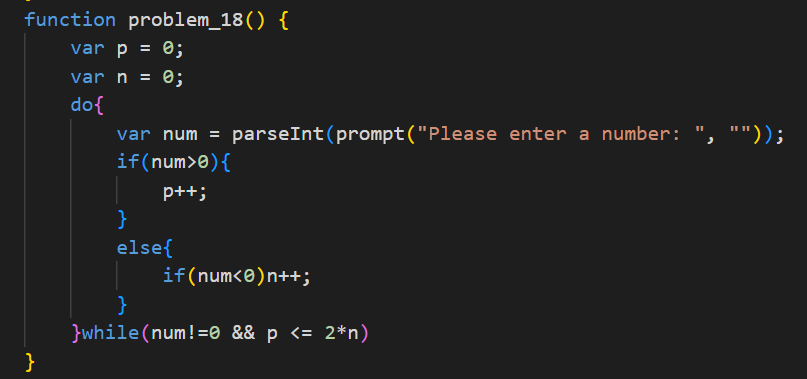 function problem_18() {
    var p = 0;
    var n = 0;
    do{
        var num = parseInt(prompt("Please enter a number: ", ""));
        if(num>0){
            p++;
        }
        else{
            if(num<0)n++;
        }
    }while(num!=0 && p <= 2*n)
}